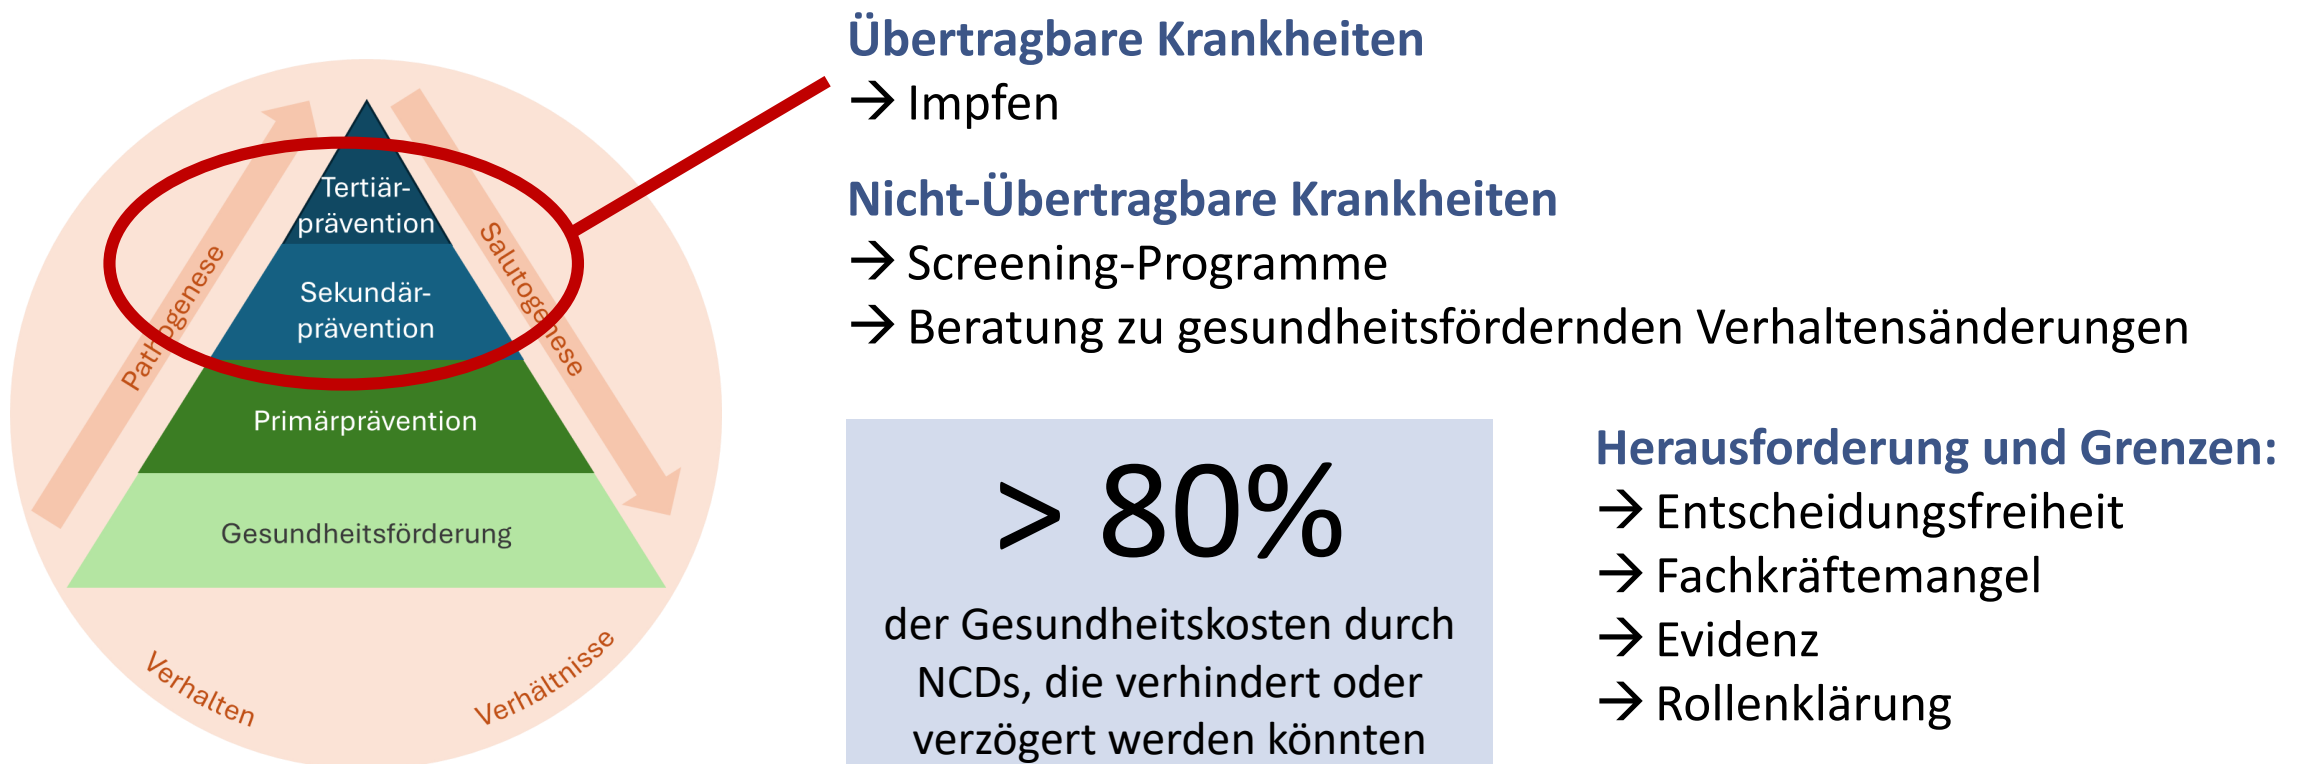 Übertragbare Krankheiten
→ Impfen
Nicht-Übertragbare Krankheiten
→ Screening-Programme
→ Beratung zu gesundheitsfördernden Verhaltensänderungen
Tertiär-
prävention
Sekundär-
prävention
Primärprävention
Gesundheitsförderung
Pathogenese
Salutogenese
Verhalten
Verhältnisse
> 80%
der Gesundheitskosten durch
NCDs, die verhindert oder
verzögert werden könnten
Herausforderung und Grenzen:
→ Entscheidungsfreiheit
→ Fachkräftemangel
→ Evidenz
→ Rollenklärung